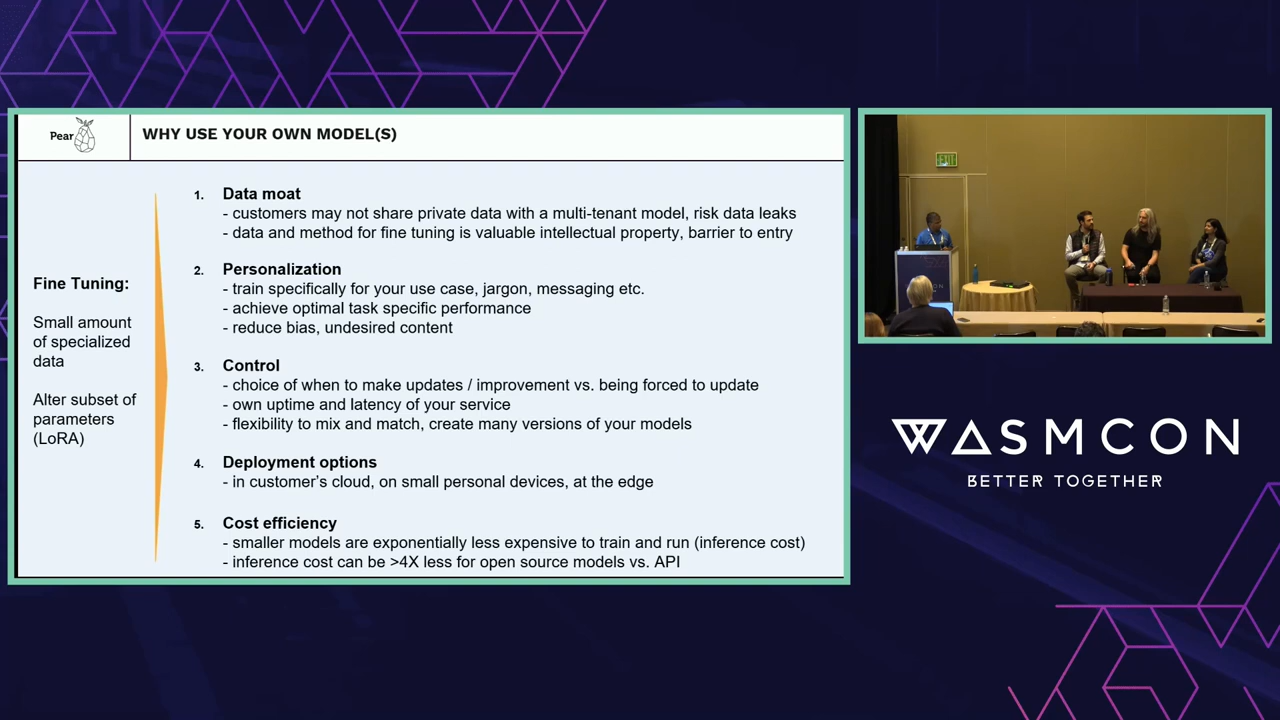 Pear
WHY USE YOUR OWN MODEL(S)
Fine Tuning:
Small amount
of specialized
data
Alter subset of
parameters
(LoRA)
1. Data moat
- customers may not share private data with a multi-tenant model, risk data leaks
- data and method for fine tuning is valuable intellectual property, barrier to entry
2. Personalization
- train specifically for your use case, jargon, messaging etc.
- achieve optimal task specific performance
- reduce bias, undesired content
3. Control
- choice of when to make updates / improvement vs. being forced to update
- own uptime and latency of your service
- flexibility to mix and match, create many versions of your models
4. Deployment options
- in customer's cloud, on small personal devices, at the edge
5. Cost efficiency
- smaller models are exponentially less expensive to train and run (inference cost)
- inference cost can be >4X less for open source models vs. API
EXIT
WASMCON
BETTER TOGETHER